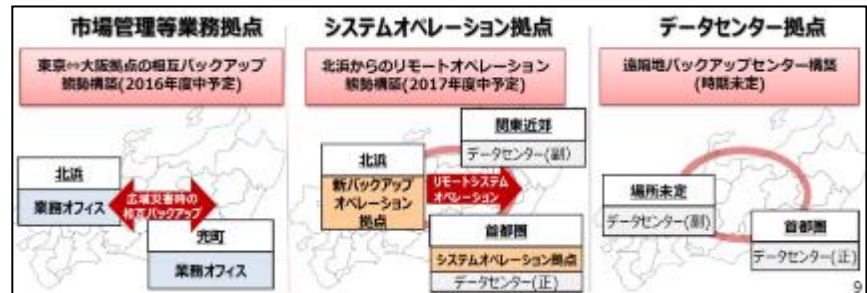 市場管理等業務拠点
東京⇔大阪拠点の相互バックアップ
態勢構築(2016年度中予定)
北浜
業務オフィス
広域災害時の
相互バックアップ
兜町
業務オフィス
システムオペレーション拠点
北浜からのリモートオペレーション
態勢構築(2017年度中予定)
関東近郊
データセンター(副)
北浜
新バックアップ
オペレーション
拠点
リモートシステム
オペレーション
首都圏
システムオペレーション拠点
データセンター(正)
データセンター拠点
遠隔地バックアップセンター構築
(時期未定)
場所未定
データセンター(副)
首都圏
データセンター(正)
9